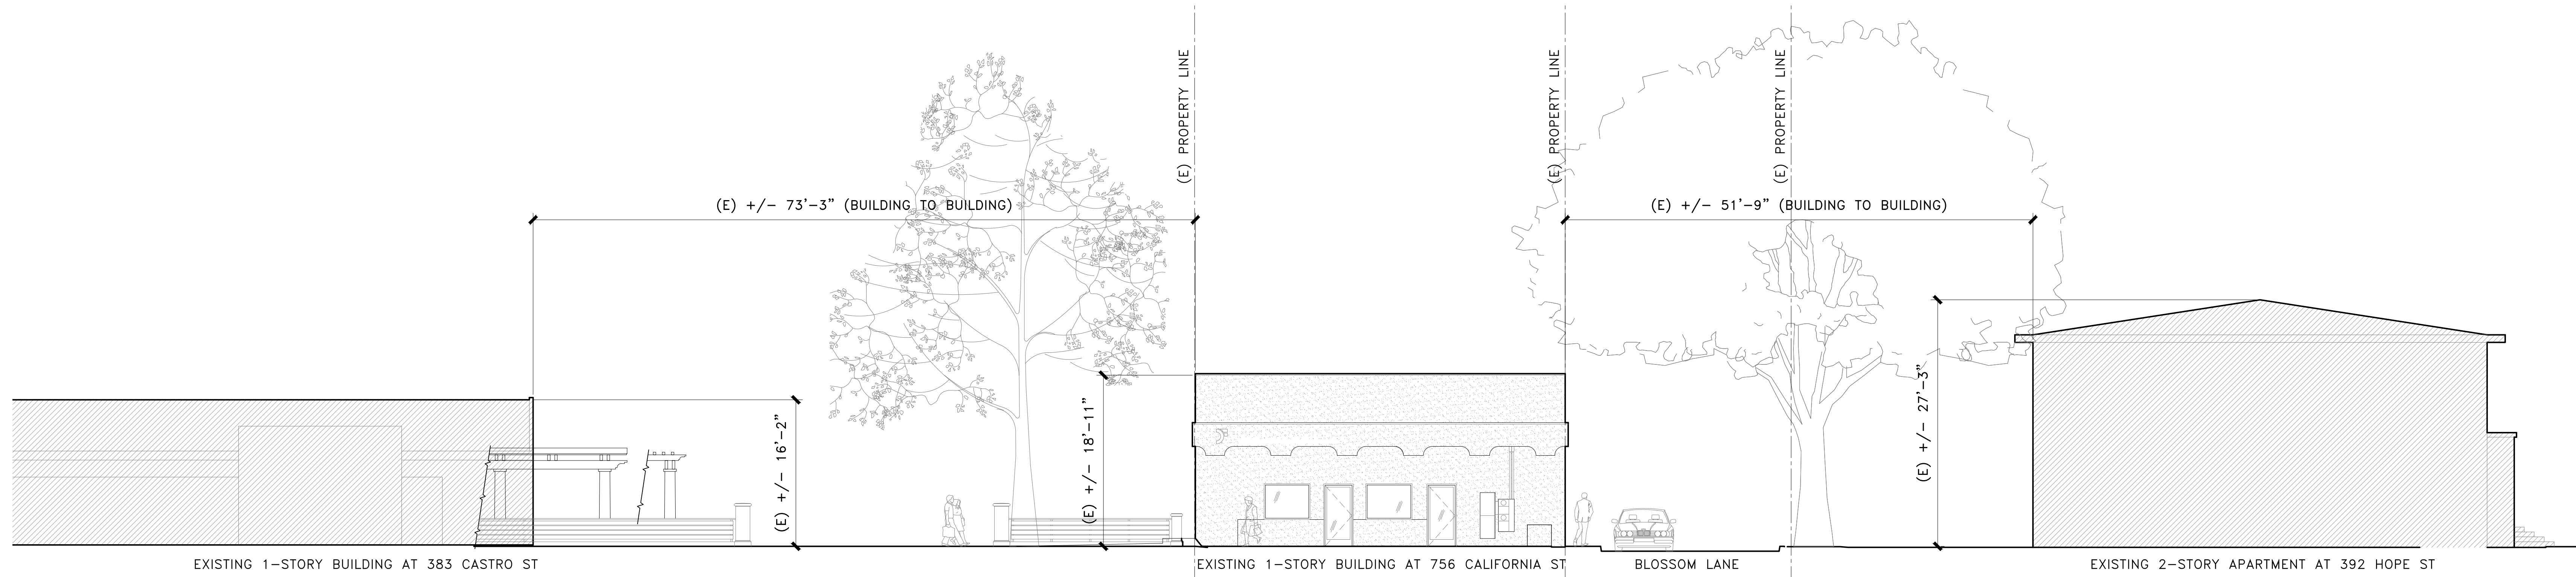 (E) PROPERTY LINE
(E) PROPERTY LINE
(E) PROPERTY LINE
(E) +/- 73'-3" (BUILDING TO BUILDING)
(E) +/- 51'-9" (BUILDING TO BUILDING)
(E) +/- 16'-2"
(E) +/- 18'-11"
(E) +/- 27'-3"
EXISTING 1-STORY BUILDING AT 383 CASTRO ST
EXISTING 1-STORY BUILDING AT 756 CALIFORNIA ST
BLOSSOM LANE
EXISTING 2-STORY APARTMENT AT 392 HOPE ST